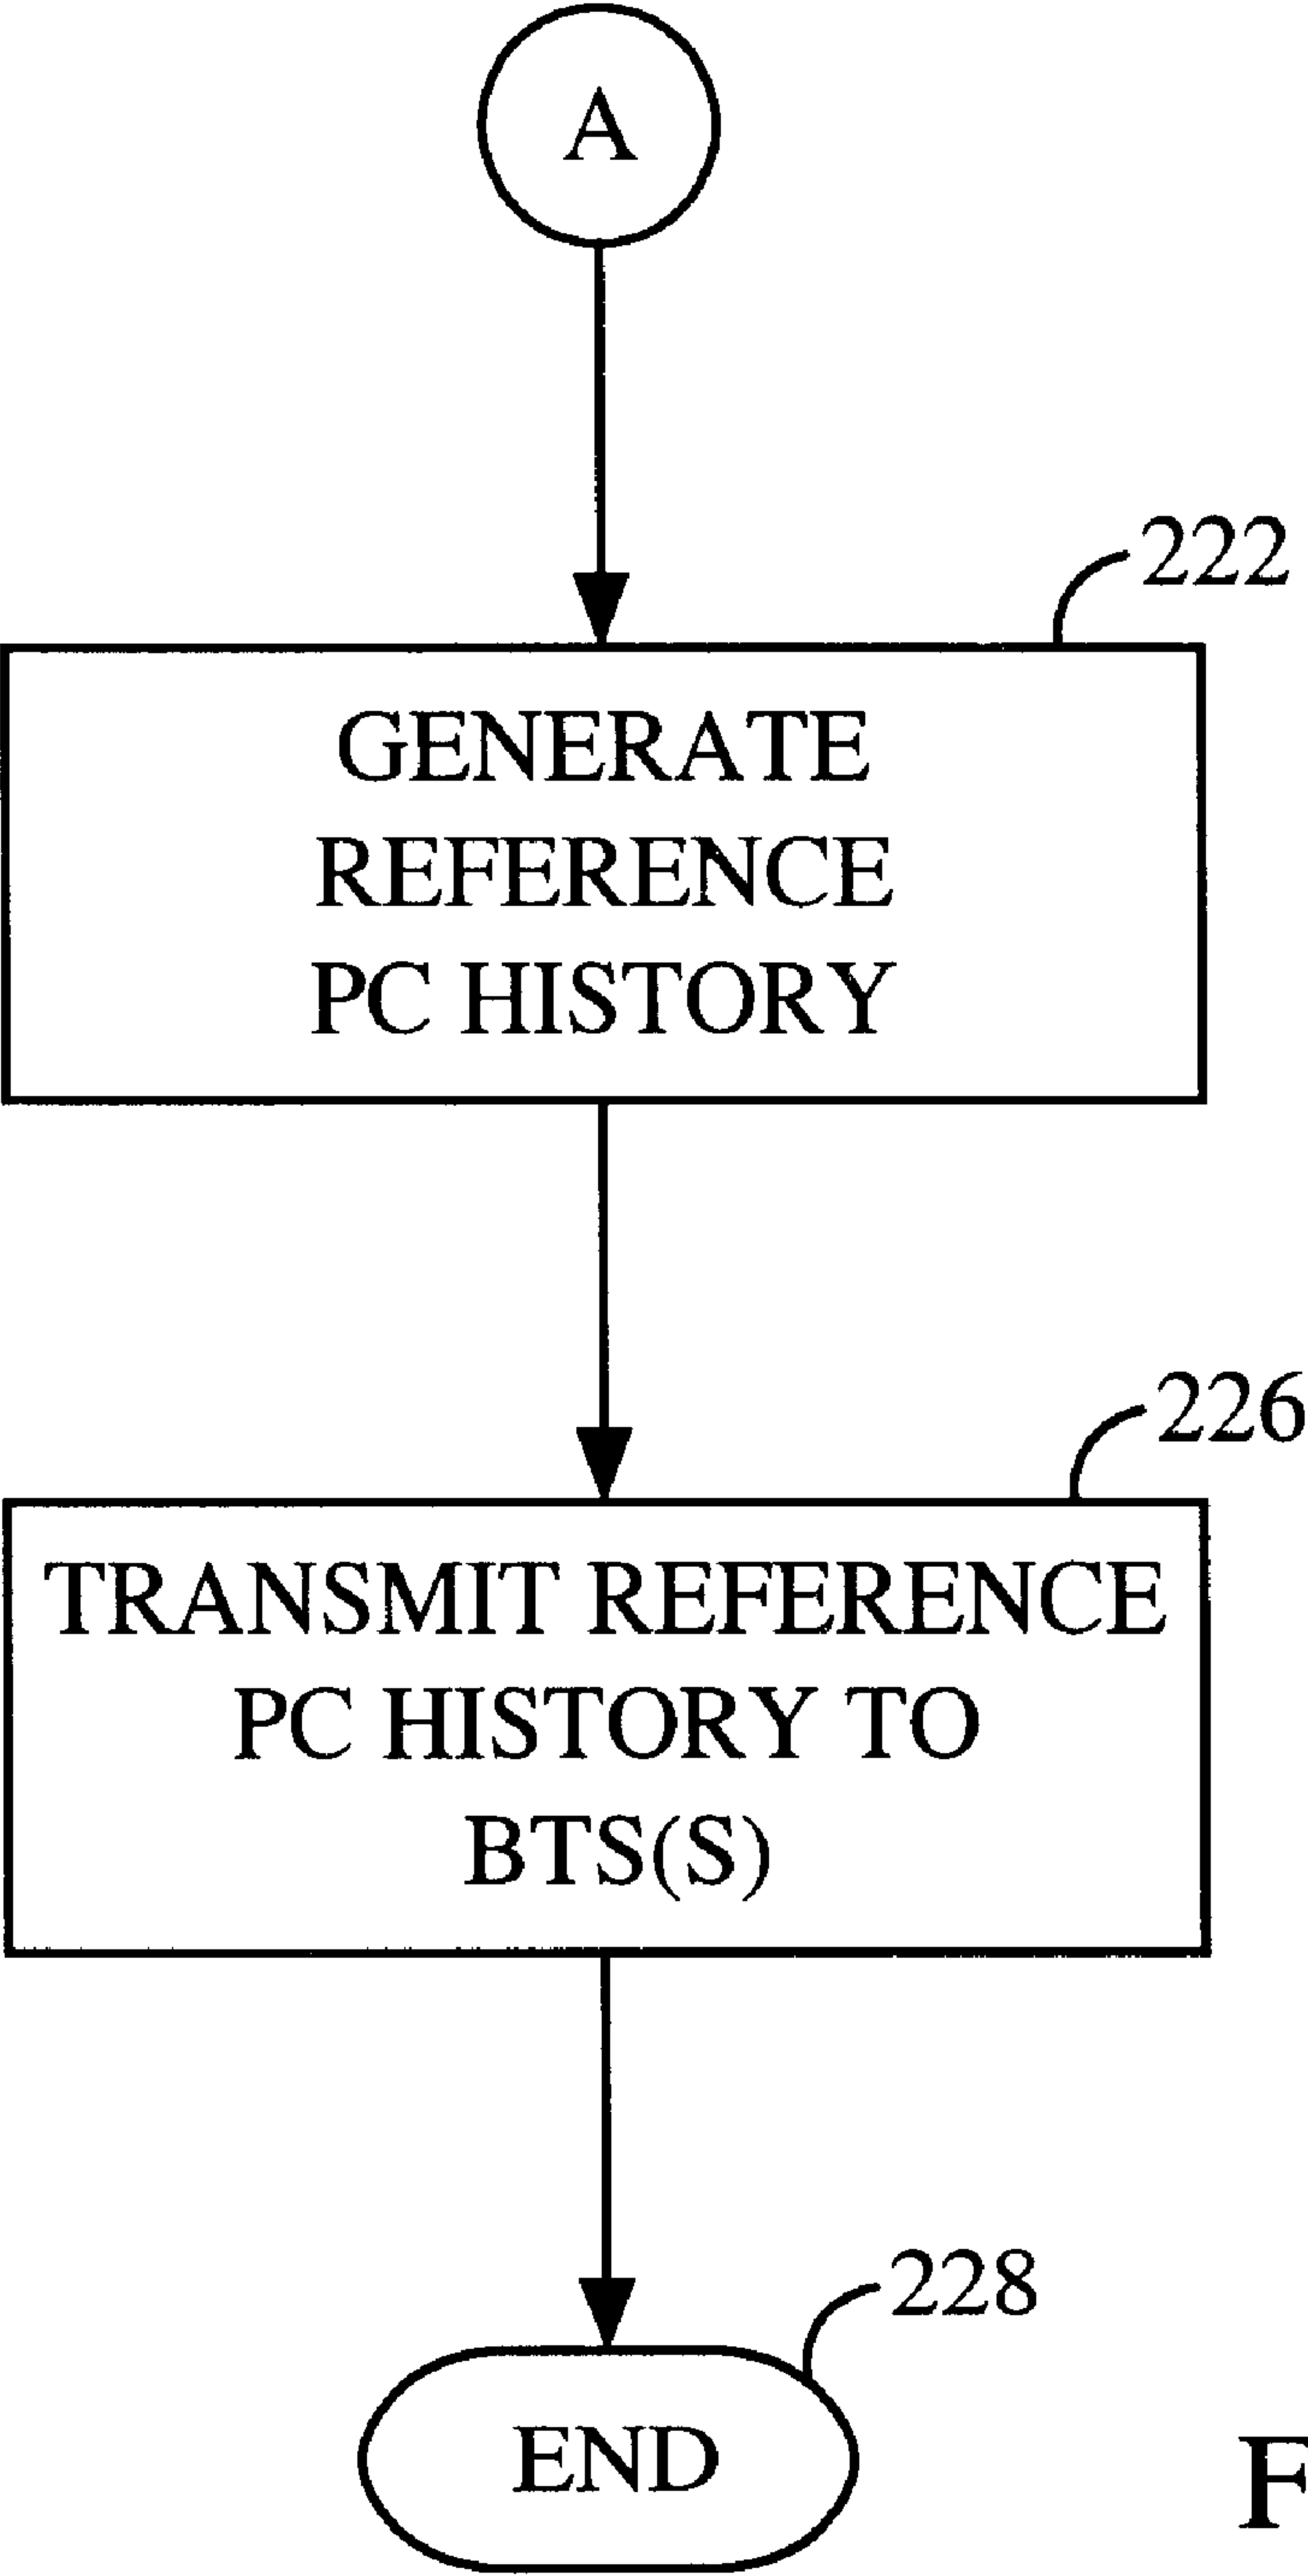 A
222
GENERATE
REFERENCE
PC HISTORY
226
TRANSMIT REFERENCE
PC HISTORY TO
BTS(S)
228
END
F